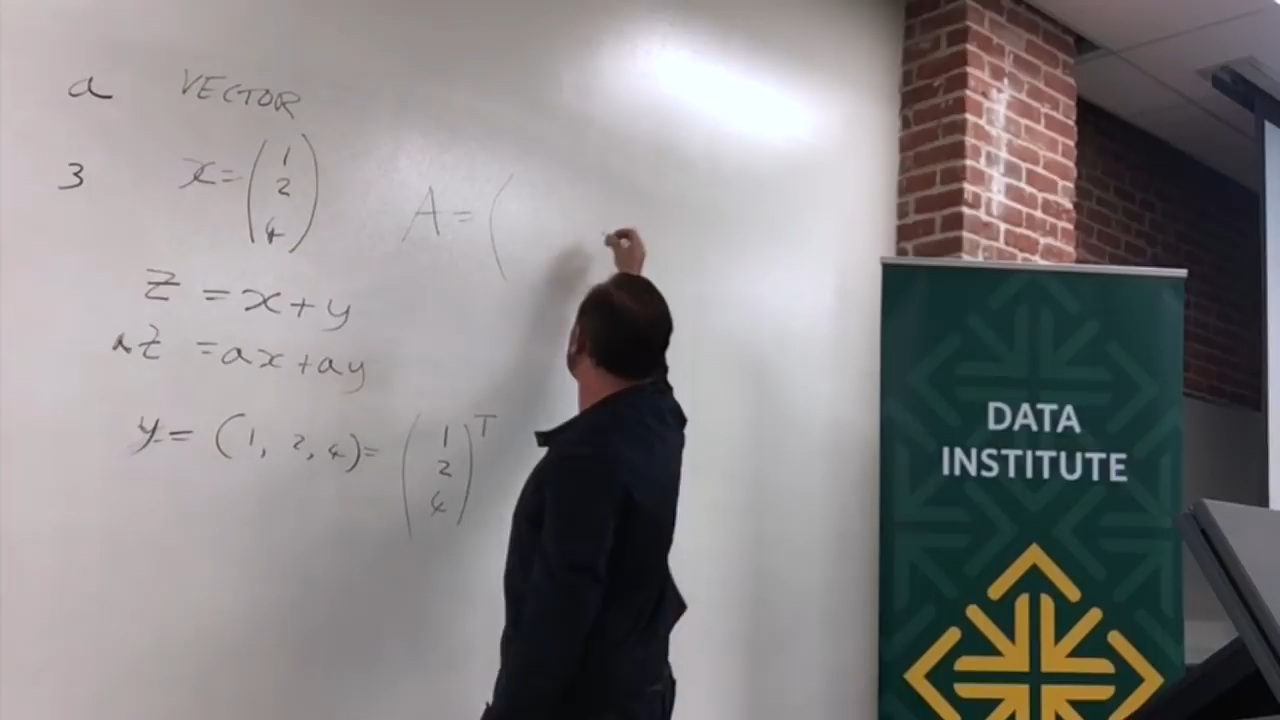 a VECTOR
3 x = (1 2 4)
A = (
z = x + y
az = ax + ay
y = (1, 2, 4) = (1 2 4)ᵀ
DATA
INSTITUTE